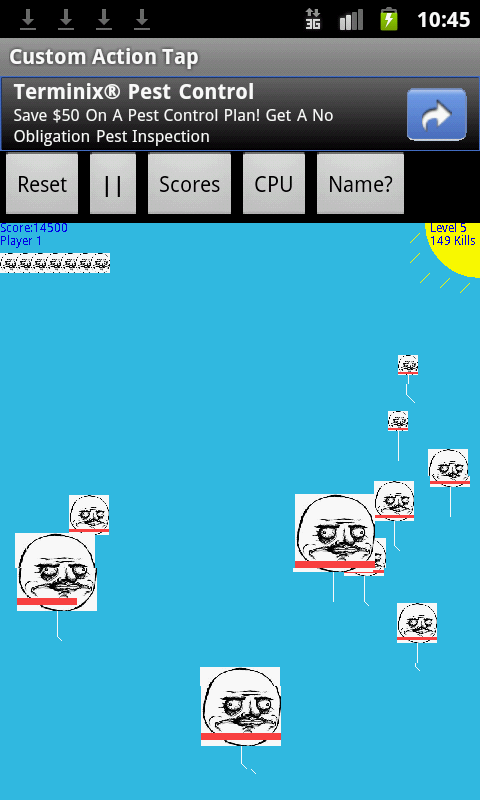 3G 10:45
Custom Action Tap
Terminix® Pest Control
Save $50 On A Pest Control Plan! Get A No
Obligation Pest Inspection
Reset || Scores CPU Name?
Score:14500 Level 5
Player 1 149 Kills